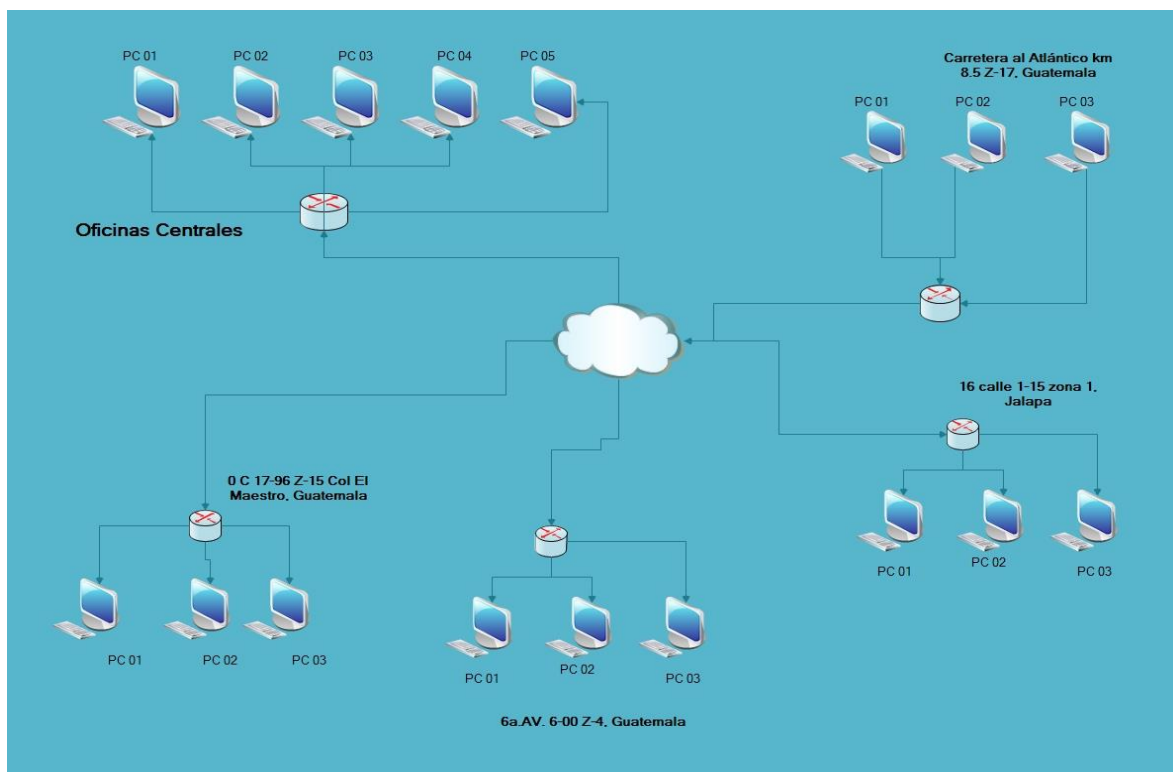 PC 01
PC 02
PC 03
PC 04
PC 05
Oficinas Centrales
Carretera al Atlántico km
8.5 Z-17, Guatemala
PC 01
PC 02
PC 03
16 calle 1-15 zona 1,
Jalapa
PC 01
PC 02
PC 03
0 C 17-96 Z-15 Col El
Maestro, Guatemala
PC 01
PC 02
PC 03
PC 01
PC 02
PC 03
6a.AV. 6-00 Z-4, Guatemala